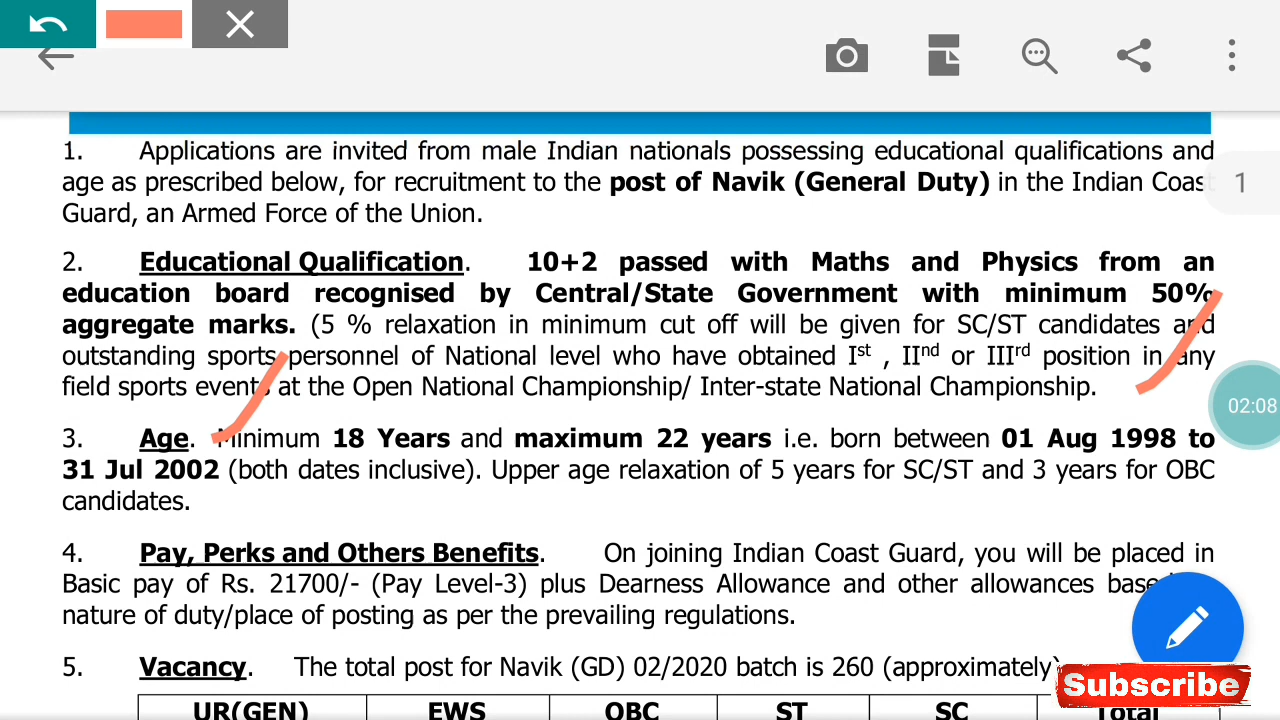 1. Applications are invited from male Indian nationals possessing educational qualifications and
age as prescribed below, for recruitment to the post of Navik (General Duty) in the Indian Coast
1
Guard, an Armed Force of the Union.
2. Educational Qualification. 10+2 passed with Maths and Physics from an
education board recognised by Central/State Government with minimum 50%
aggregate marks. (5 % relaxation in minimum cut off will be given for SC/ST candidates and
outstanding sports personnel of National level who have obtained Ist , IInd or IIIrd position in any
field sports events at the Open National Championship/ Inter-state National Championship.
02:08
3. Age. Minimum 18 Years and maximum 22 years i.e. born between 01 Aug 1998 to
31 Jul 2002 (both dates inclusive). Upper age relaxation of 5 years for SC/ST and 3 years for OBC
candidates.
4. Pay, Perks and Others Benefits. On joining Indian Coast Guard, you will be placed in
Basic pay of Rs. 21700/- (Pay Level-3) plus Dearness Allowance and other allowances
nature of duty/place of posting as per the prevailing regulations.
5. Vacancy. The total post for Navik (GD) 02/2020 batch is 260 (approximately)
Subscribe
UR(GEN) EWS OBC ST SC Total